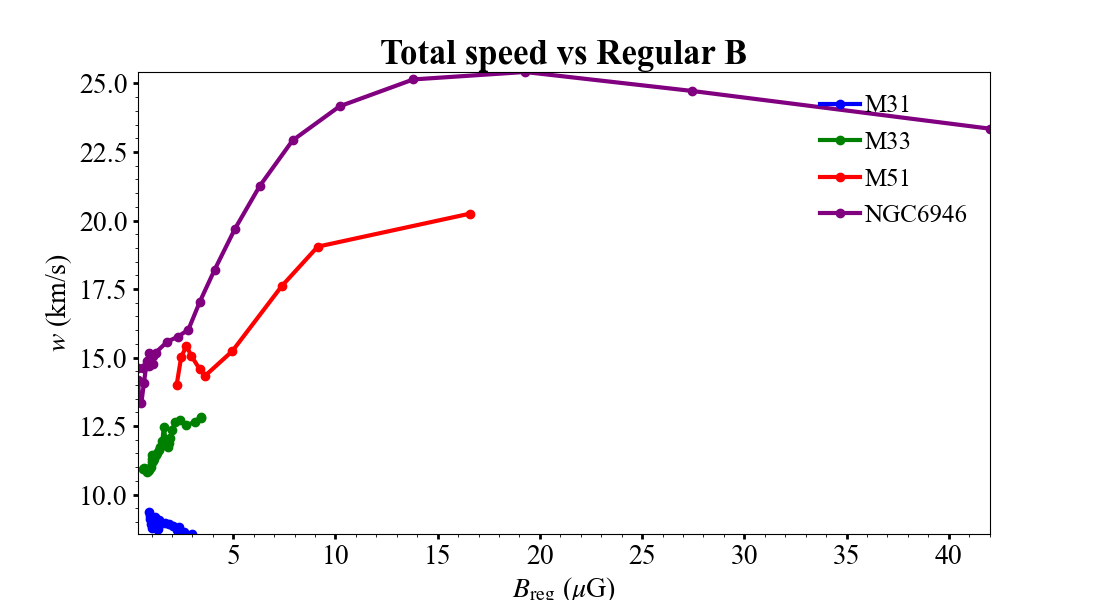 Total speed vs Regular B
25.0
22.5
20.0
17.5
15.0
12.5
10.0
w (km/s)
M31
M33
M51
NGC6946
5 10 15 20 25 30 35 40
B_reg (μG)